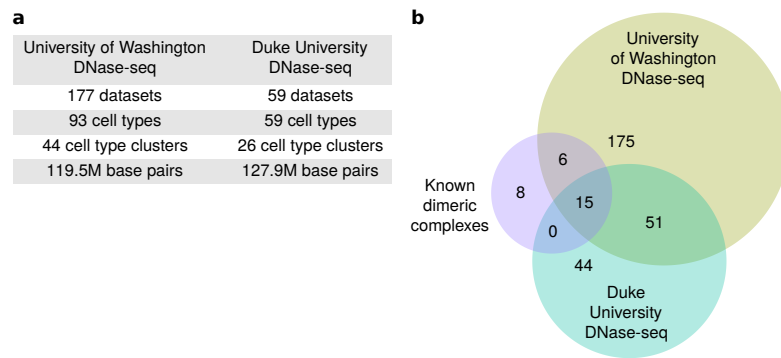 a
University of Washington DNase-seq
Duke University DNase-seq
177 datasets
59 datasets
93 cell types
59 cell types
44 cell type clusters
26 cell type clusters
119.5M base pairs
127.9M base pairs
b
University
of Washington
DNase-seq
175
6
Known
dimeric
complexes
8
15
51
0
44
Duke
University
DNase-seq